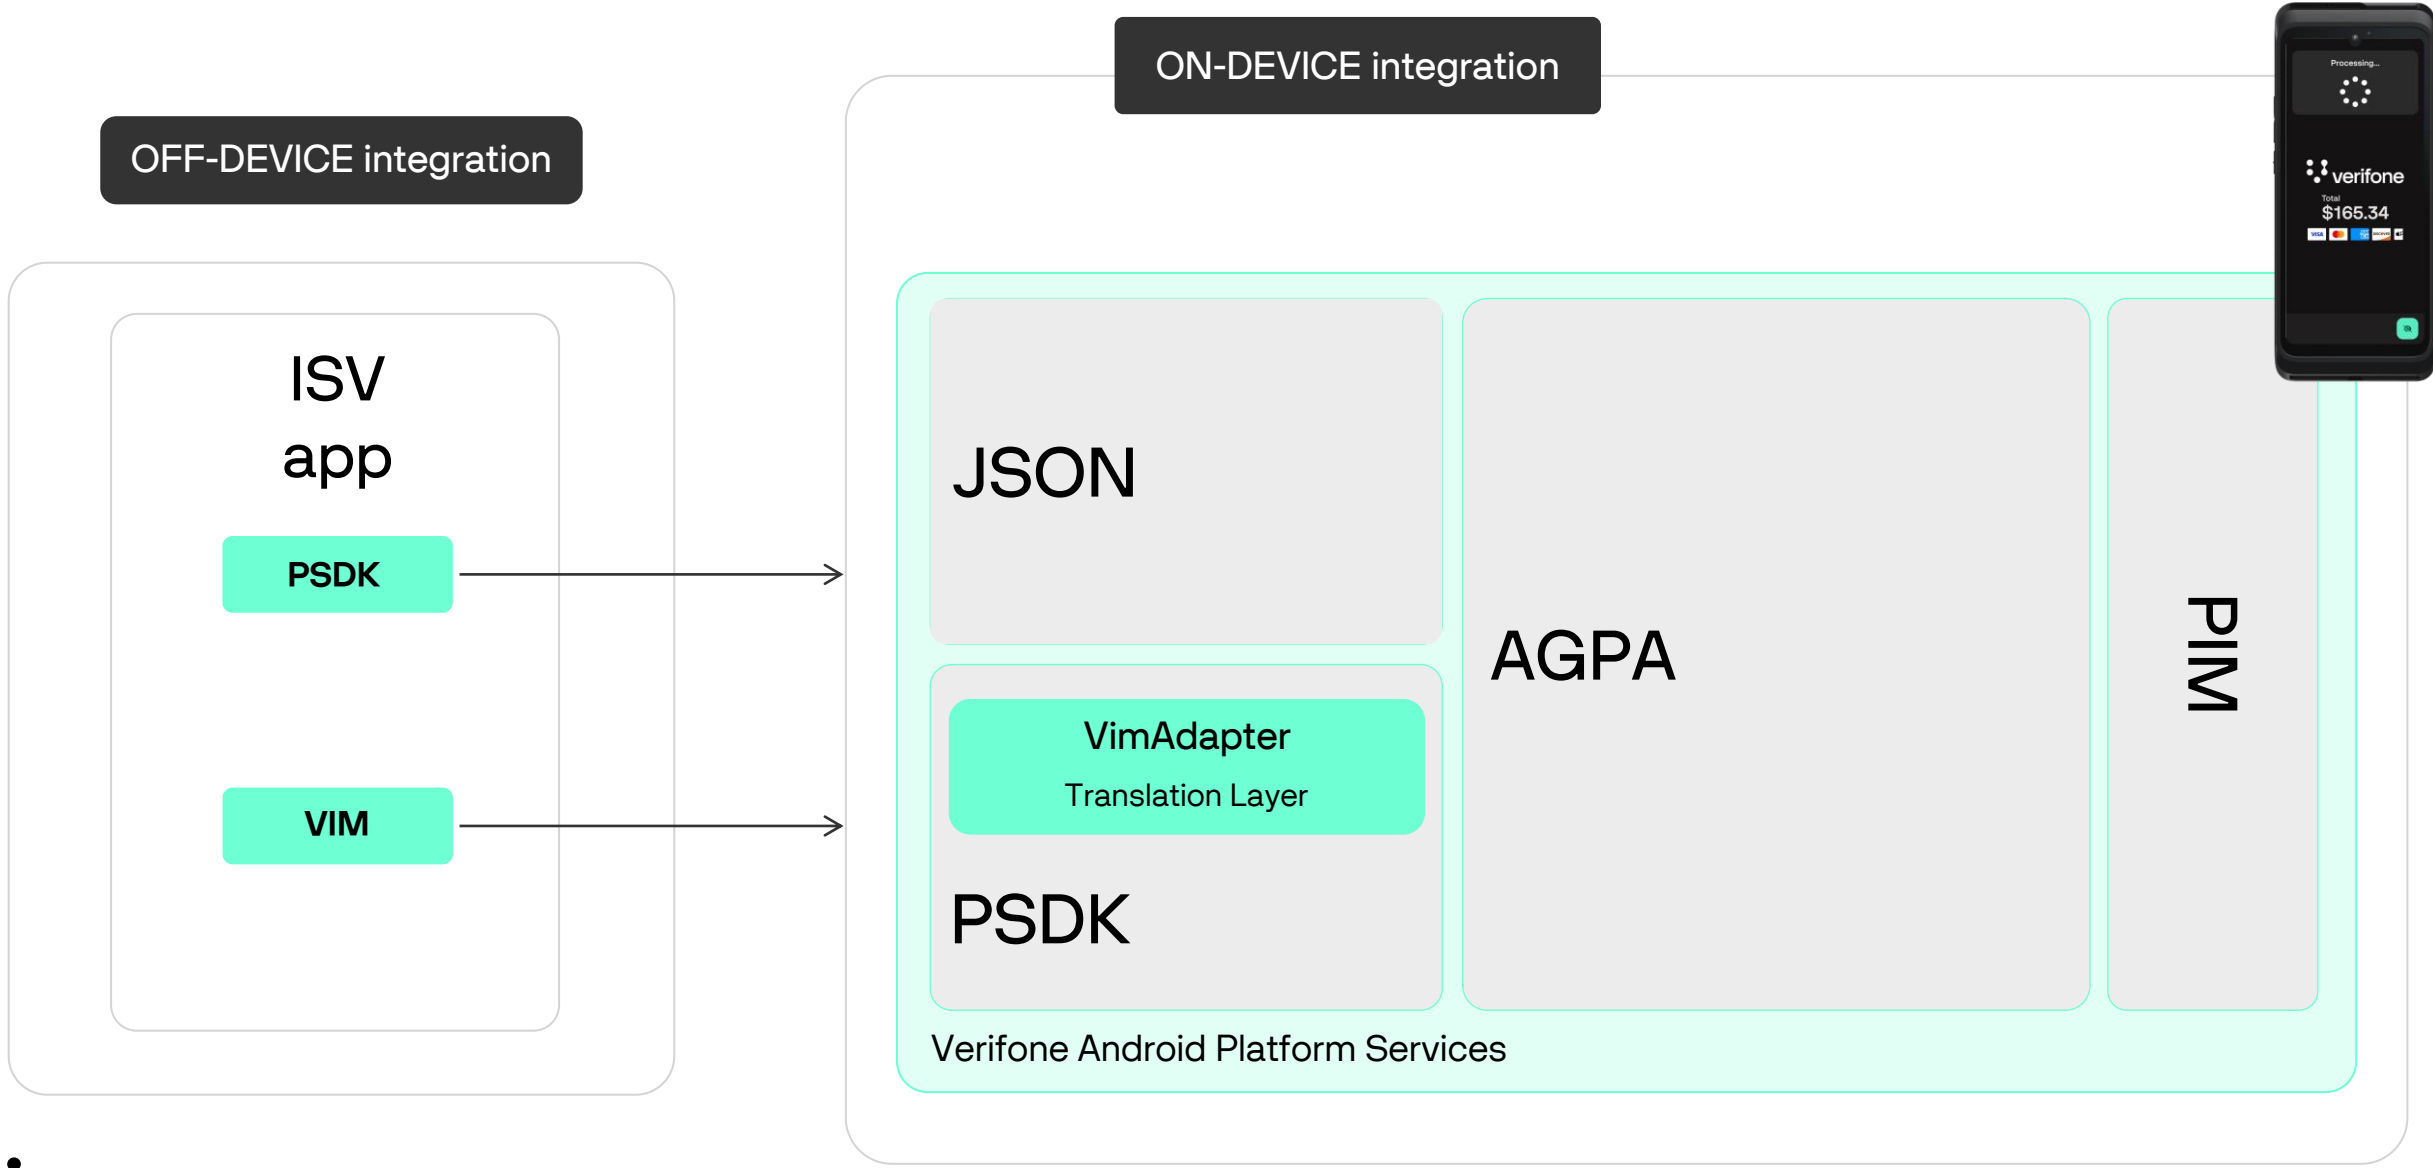 ON-DEVICE integration
OFF-DEVICE integration
Processing...
verifone
Total
$165.34
VISA
ISV
app
PSDK
VIM
JSON
VimAdapter
Translation Layer
PSDK
AGPA
PIM
Verifone Android Platform Services